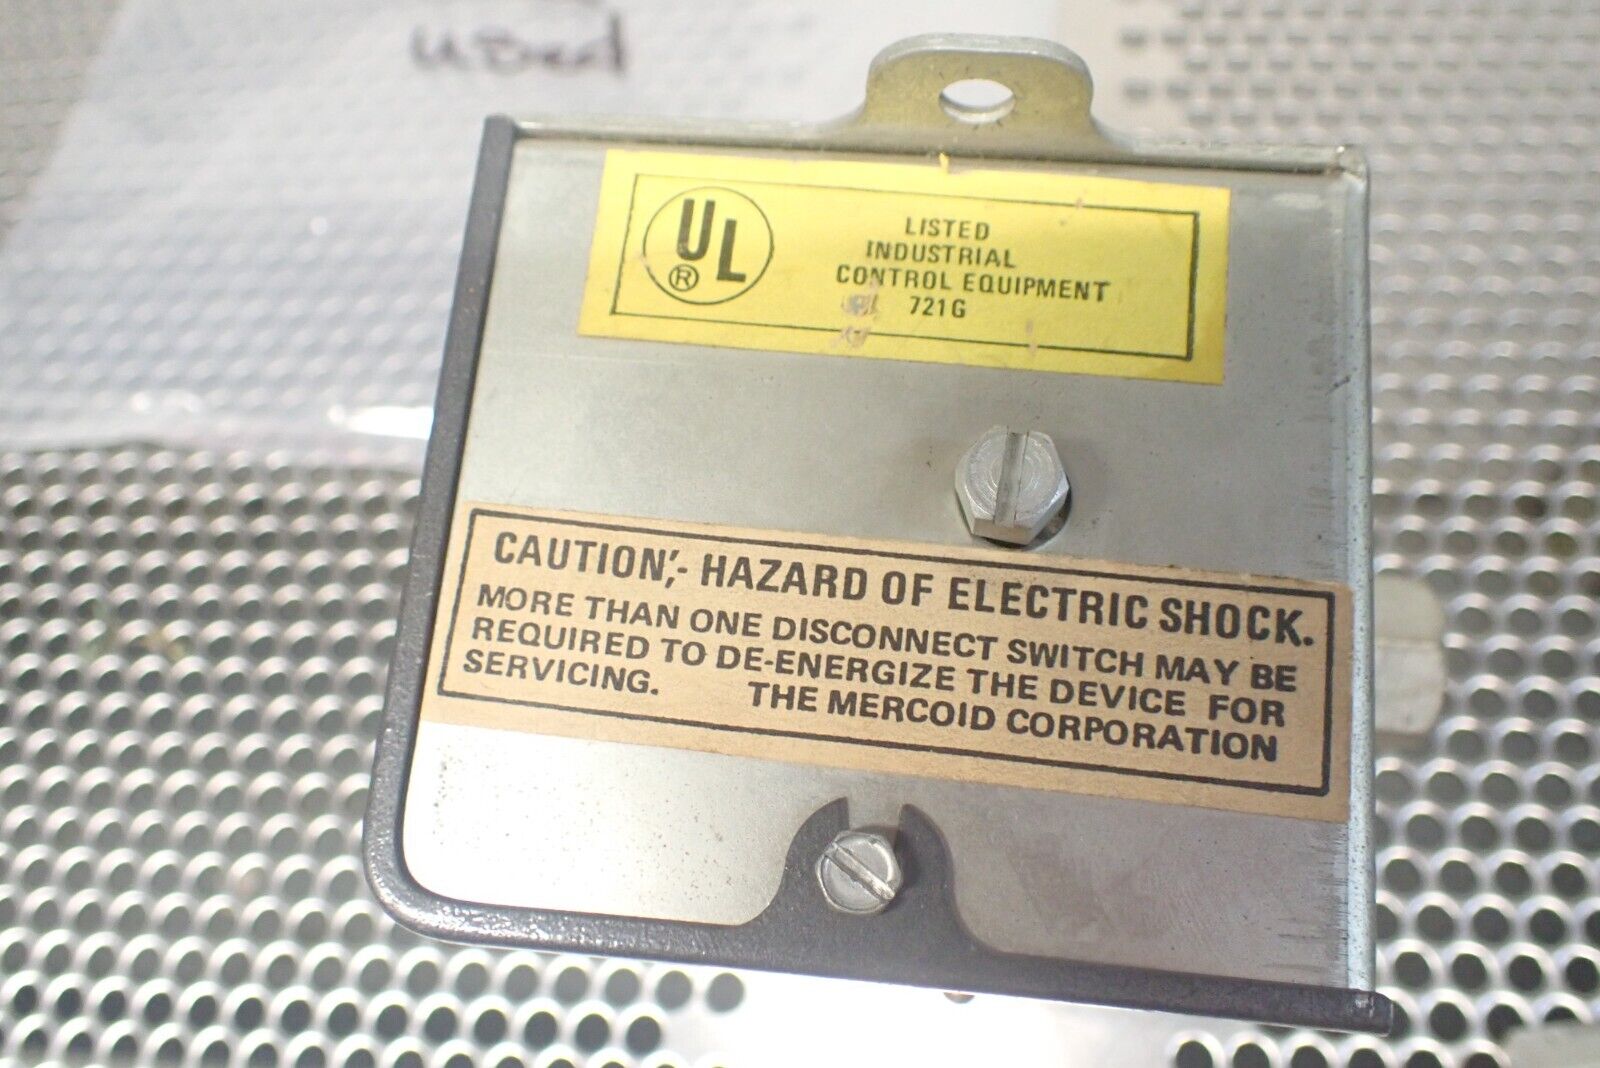 used
UL
®
LISTED
INDUSTRIAL
CONTROL EQUIPMENT
721G
CAUTION',- HAZARD OF ELECTRIC SHOCK.
MORE THAN ONE DISCONNECT SWITCH MAY BE
REQUIRED TO DE-ENERGIZE THE DEVICE FOR
SERVICING. THE MERCOID CORPORATION